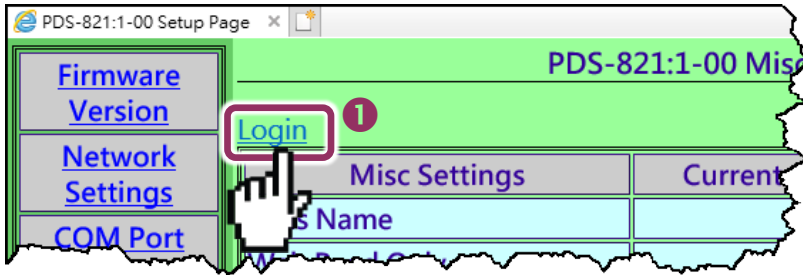 PDS-821:1-00 Setup Page
PDS-821:1-00 Misc
Firmware
Version
Login
1
Network
Settings
Misc Settings
Current
Name
COM Port